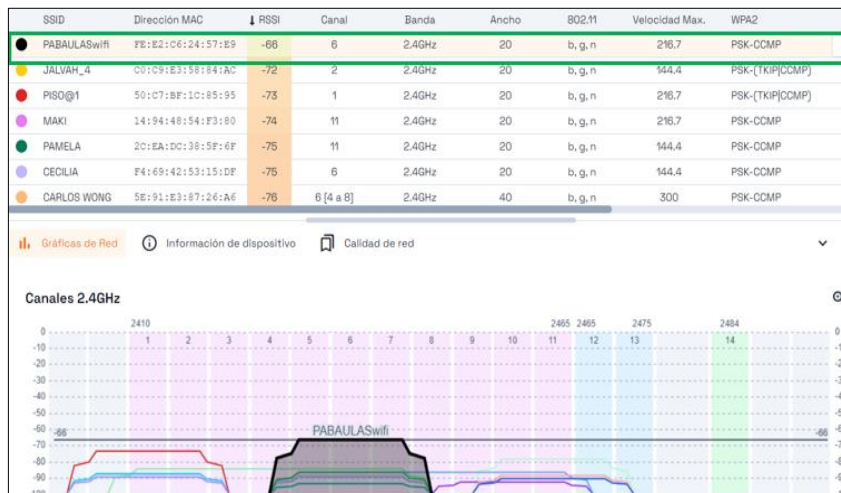 SSID Dirección MAC ↓ RSSI Canal Banda Ancho 802.11 Velocidad Max. WPA2
PABAULASwifi FE:E2:C6:24:57:E9 -66 6 2.4GHz 20 b, g, n 216.7 PSK-CCMP
JALVAH_4 C0:C9:E3:58:84:AC -72 2 2.4GHz 20 b, g, n 144.4 PSK-(TKIP|CCMP)
PISO@1 50:C7:BF:1C:85:95 -73 1 2.4GHz 20 b, g, n 216.7 PSK-(TKIP|CCMP)
MAKI 14:94:48:54:F3:80 -74 11 2.4GHz 20 b, g, n 216.7 PSK-CCMP
PAMELA 2C:EA:DC:38:5F:6F -75 11 2.4GHz 20 b, g, n 144.4 PSK-CCMP
CECILIA F4:69:42:53:15:DF -75 6 2.4GHz 20 b, g, n 144.4 PSK-CCMP
CARLOS WONG 5E:91:E3:87:26:A6 -76 6 [4 a 8] 2.4GHz 40 b, g, n 300 PSK-CCMP
Gráficas de Red Información de dispositivo Calidad de red
Canales 2.4GHz
2410 2465 2465 2475 2484
0 0
1 2 3 4 5 6 7 8 9 10 11 12 13 14
-10
-20
-30
-40
-50
-60
PABAULASwifi
-66 -66
-70
-80
-90